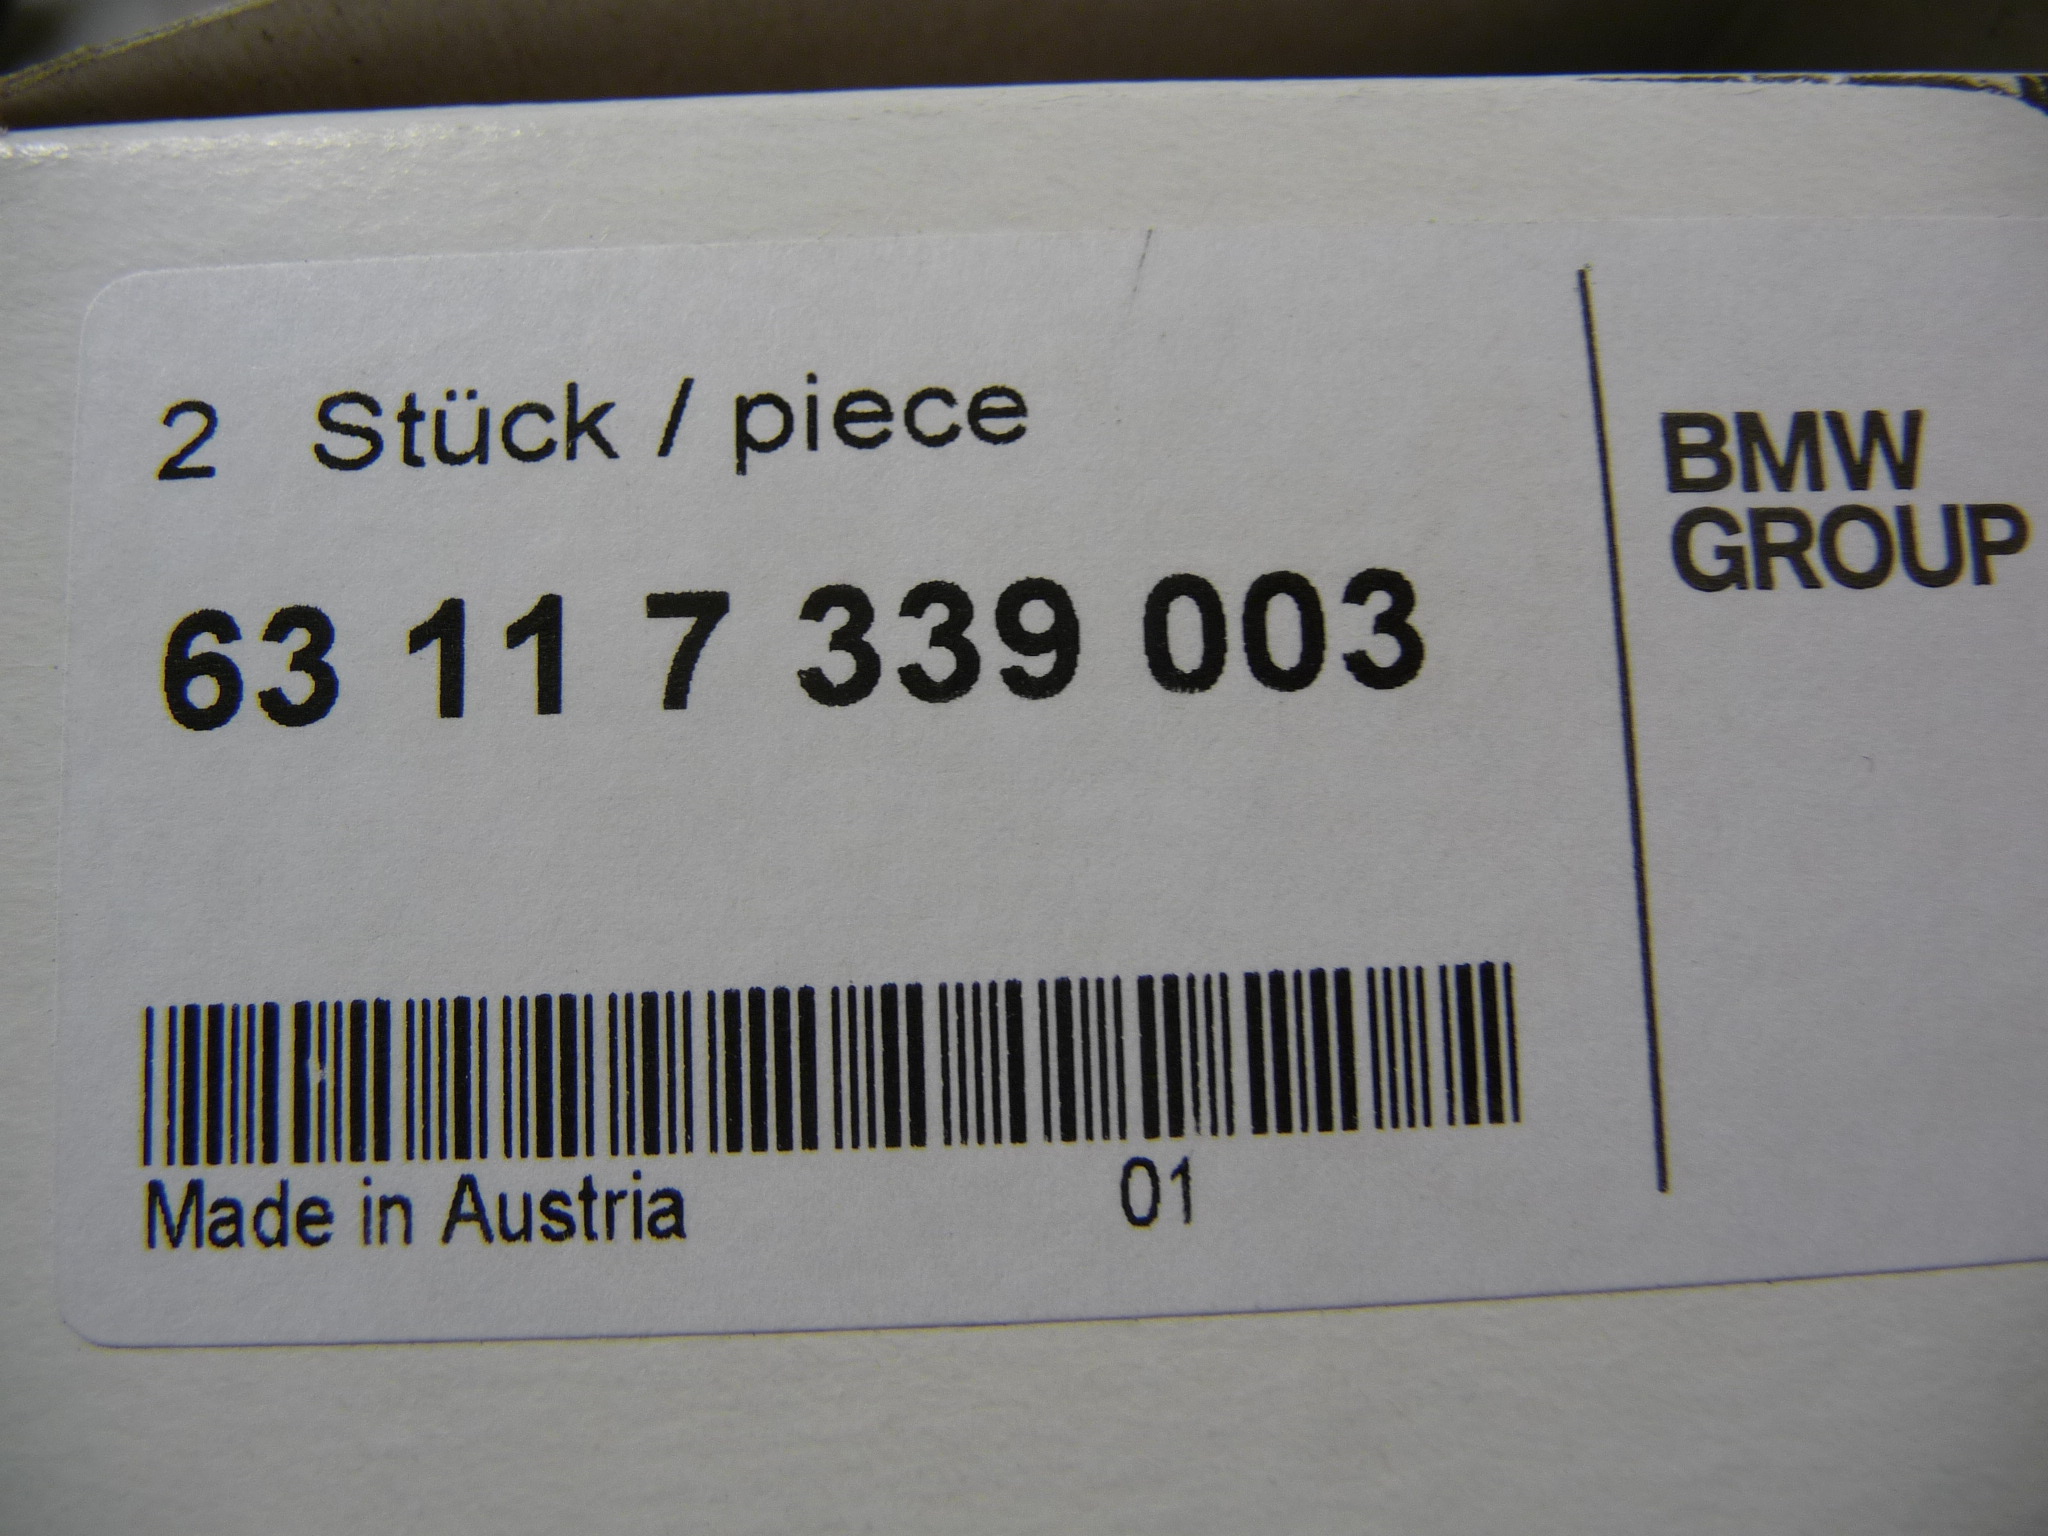 2 Stück / piece
63 11 7 339 003
Made in Austria 01
BMW
GROUP